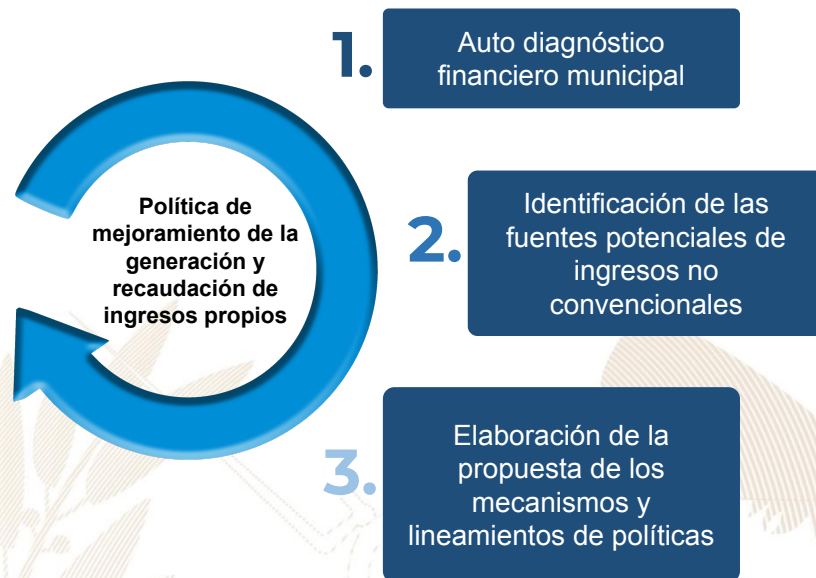 1.
Auto diagnóstico
financiero municipal
Política de
mejoramiento de la
generación y
recaudación de
ingresos propios
2.
Identificación de las
fuentes potenciales de
ingresos no
convencionales
3.
Elaboración de la
propuesta de los
mecanismos y
lineamientos de políticas